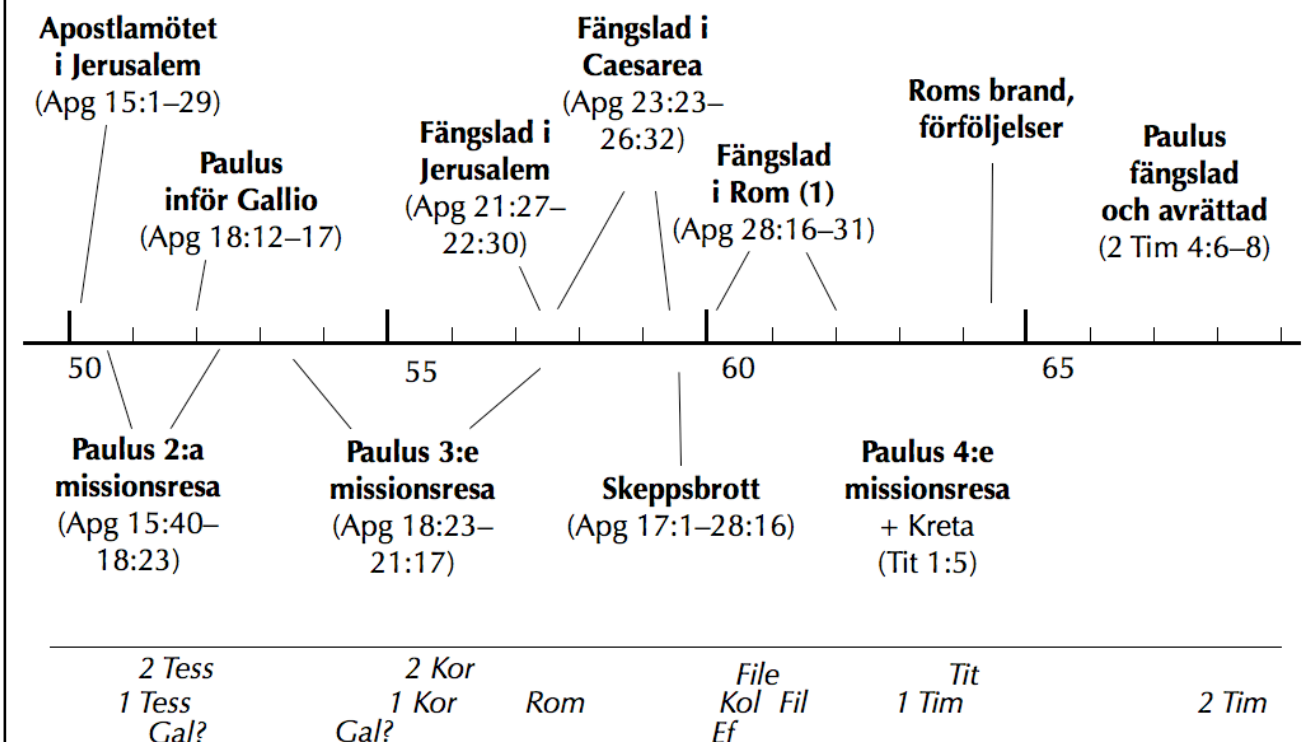 Apostlamötet
i Jerusalem
(Apg 15:1–29)
Paulus
inför Gallio
(Apg 18:12–17)
Fängslad i
Jerusalem
(Apg 21:27–
22:30)
Fängslad i
Caesarea
(Apg 23:23–
26:32)
Fängslad
i Rom (1)
(Apg 28:16–31)
Roms brand,
förföljelser
Paulus
fängslad
och avrättad
(2 Tim 4:6–8)
50
55
60
65
Paulus 2:a
missionsresa
(Apg 15:40–
18:23)
Paulus 3:e
missionsresa
(Apg 18:23–
21:17)
Skeppsbrott
(Apg 17:1–28:16)
Paulus 4:e
missionsresa
+ Kreta
(Tit 1:5)
2 Tess 2 Kor File Tit
1 Tess 1 Kor Rom Kol Fil 1 Tim 2 Tim
Gal? Gal? Ef